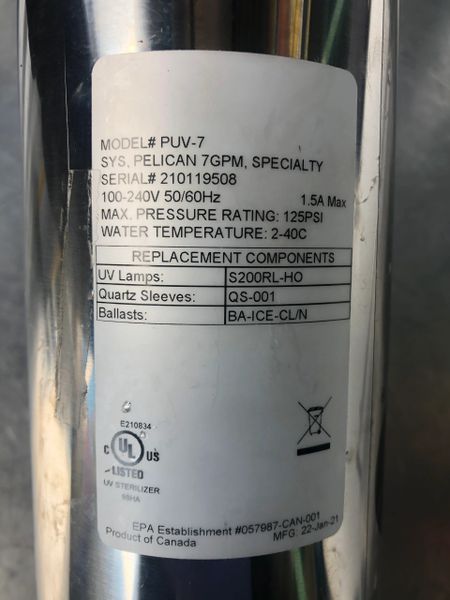 MODEL# PUV-7
SYS, PELICAN 7GPM, SPECIALTY
SERIAL# 210119508
100-240V 50/60Hz 1.5A Max
MAX. PRESSURE RATING: 125PSI
WATER TEMPERATURE: 2-40C
REPLACEMENT COMPONENTS
UV Lamps: S200RL-HO
Quartz Sleeves: QS-001
Ballasts: BA-ICE-CL/N
E210834
C UL US
LISTED
UV STERILIZER
98HA
EPA Establishment #057987-CAN-001
Product of Canada MFG. 22-Jan-21